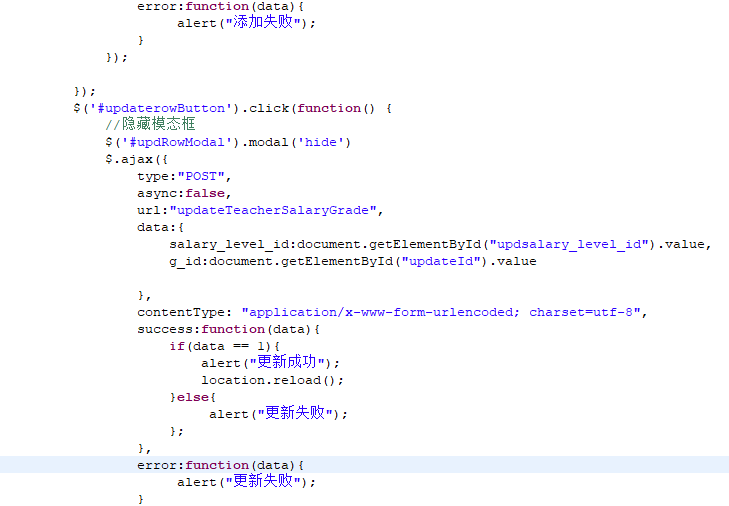 error:function(data){
alert("添加失败");
}
});
});
$('#updaterowButton').click(function() {
//隐藏模态框
$('#updRowModal').modal('hide')
$.ajax({
type:"POST",
async:false,
url:"updateTeacherSalaryGrade",
data:{
salary_level_id:document.getElementById("updsalary_level_id").value,
g_id:document.getElementById("updateId").value
},
contentType: "application/x-www-form-urlencoded; charset=utf-8",
success:function(data){
if(data == 1){
alert("更新成功");
location.reload();
}else{
alert("更新失败");
};
},
error:function(data){
alert("更新失败");
}